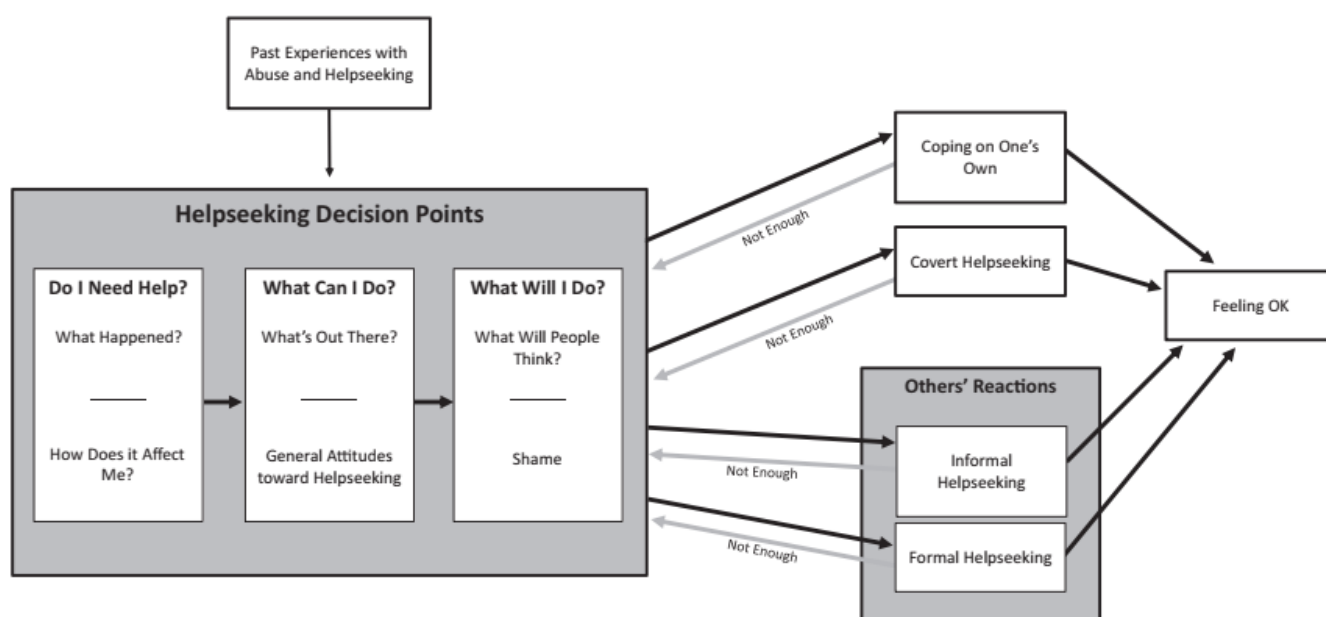 Past Experiences with
Abuse and Helpseeking
Helpseeking Decision Points
Do I Need Help?
What Happened?
How Does it Affect
Me?
What Can I Do?
What's Out There?
General Attitudes
toward Helpseeking
What Will I Do?
What Will People
Think?
Shame
Not Enough
Not Enough
Not Enough
Not Enough
Coping on One's
Own
Covert Helpseeking
Others' Reactions
Informal
Helpseeking
Formal Helpseeking
Feeling OK